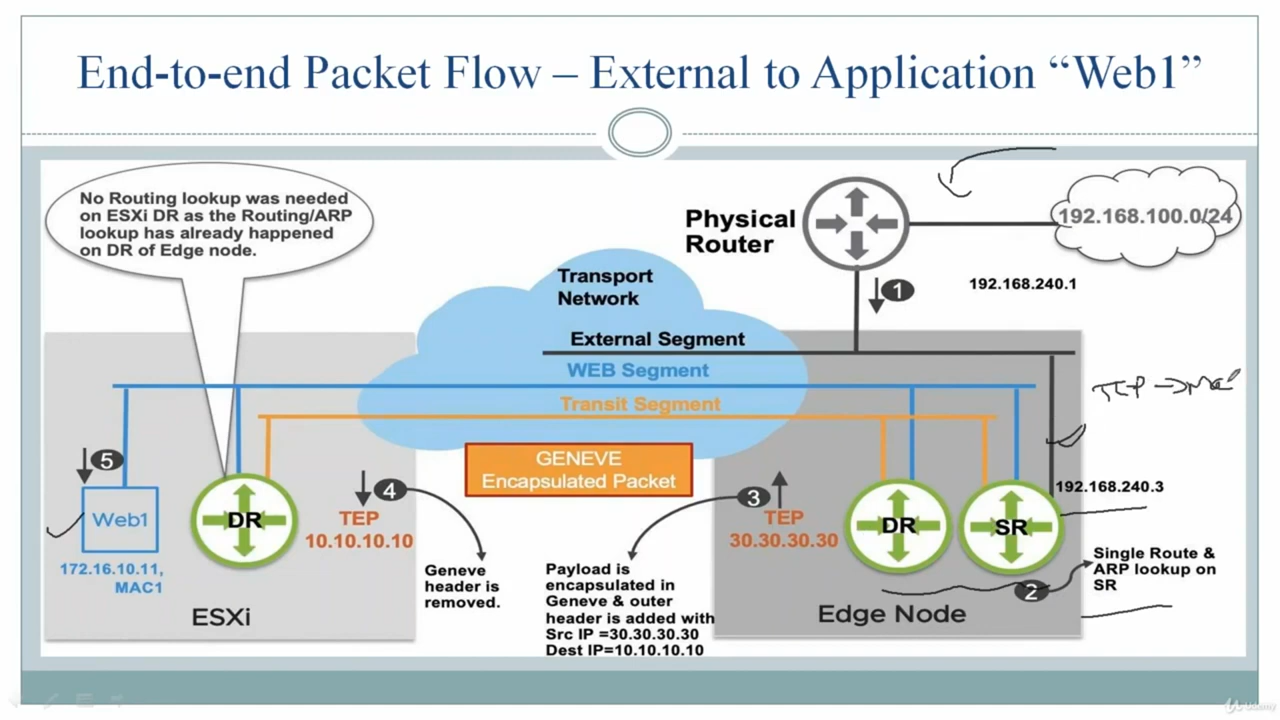 End-to-end Packet Flow – External to Application “Web1”
No Routing lookup was needed
on ESXi DR as the Routing/ARP
lookup has already happened
on DR of Edge node.
Physical
Router
192.168.100.0/24
Transport
Network
1
192.168.240.1
External Segment
WEB Segment
Transit Segment
TEP →
GENEVE
Encapsulated Packet
5
4
3
192.168.240.3
Web1
DR
TEP
10.10.10.10
TEP
30.30.30.30
DR
SR
172.16.10.11,
MAC1
Geneve
header is
removed.
Payload is
encapsulated in
Geneve & outer
header is added with
Src IP =30.30.30.30
Dest IP=10.10.10.10
2
Single Route &
ARP lookup on
SR
ESXi
Edge Node
Udemy